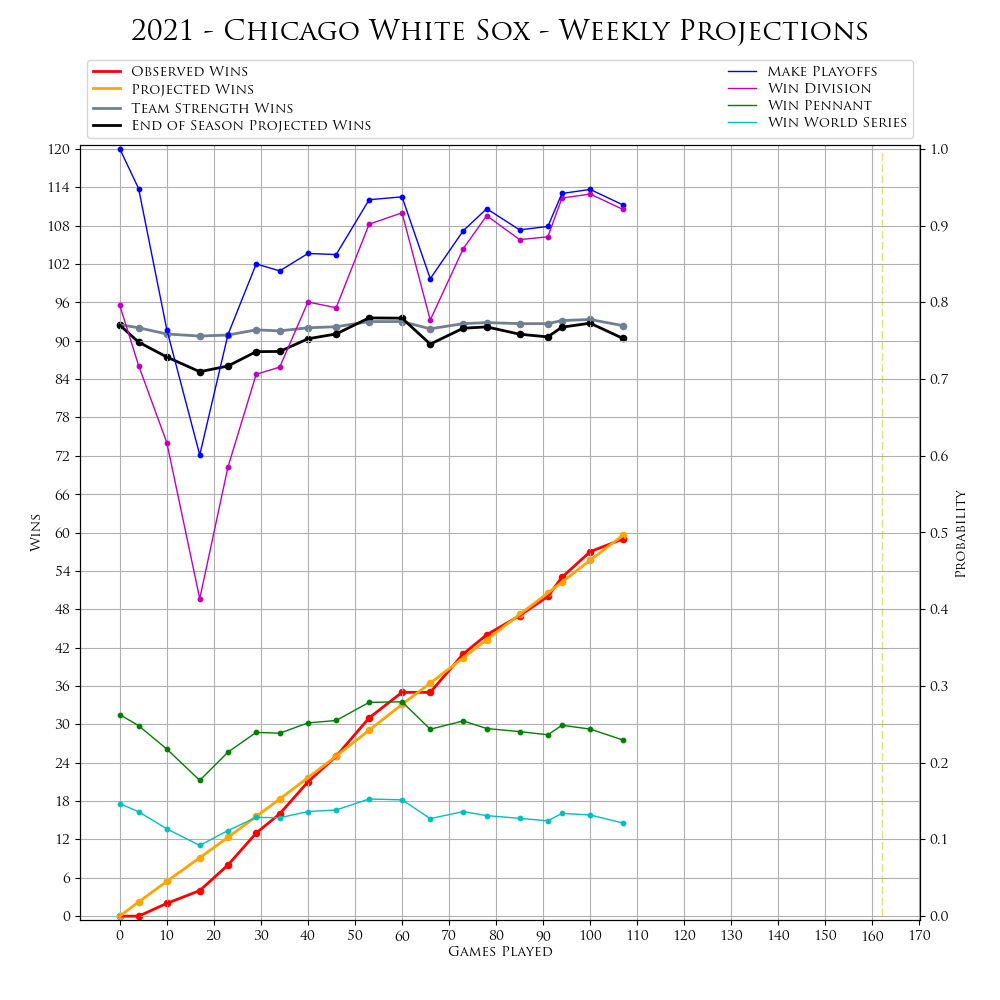 2021 - Chicago White Sox - Weekly Projections
Observed Wins
Projected Wins
Team Strength Wins
End of Season Projected Wins
Make Playoffs
Win Division
Win Pennant
Win World Series
120
114
108
102
96
90
84
78
72
66
60
54
48
42
36
30
24
18
12
6
0
Wins
1.0
0.9
0.8
0.7
0.6
0.5
0.4
0.3
0.2
0.1
0.0
Probability
0 10 20 30 40 50 60 70 80 90 100 110 120 130 140 150 160 170
Games Played